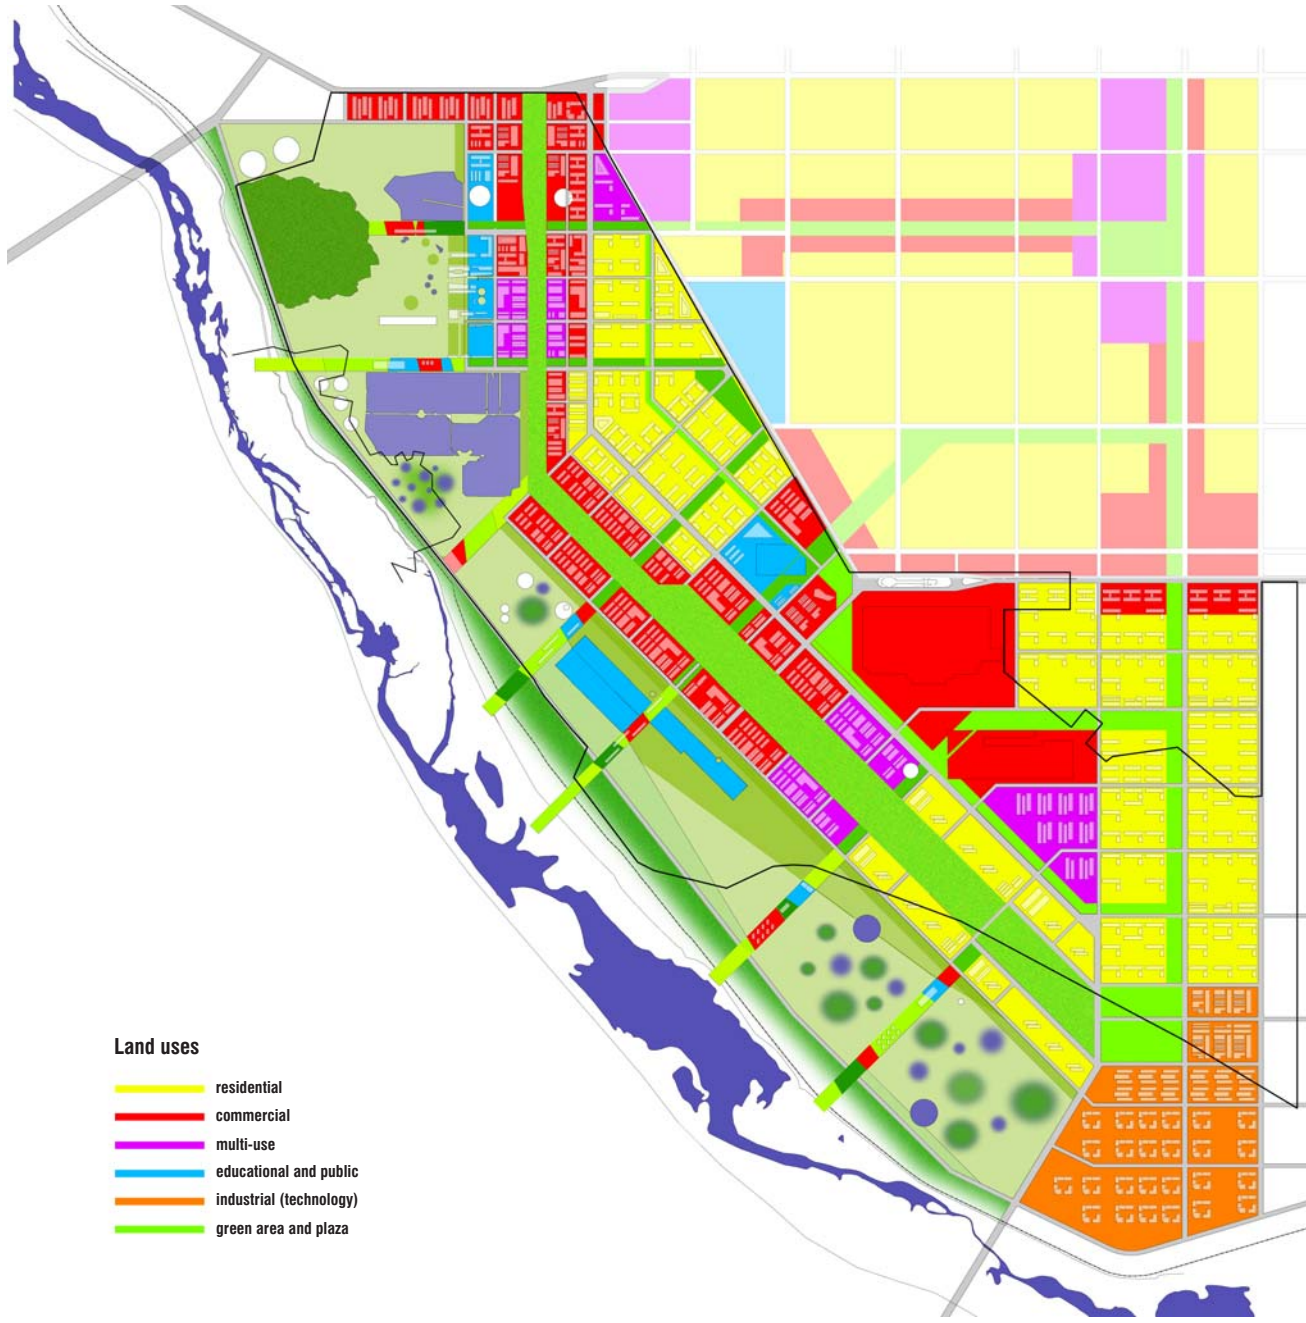 Land uses
residential
commercial
multi-use
educational and public
industrial (technology)
green area and plaza